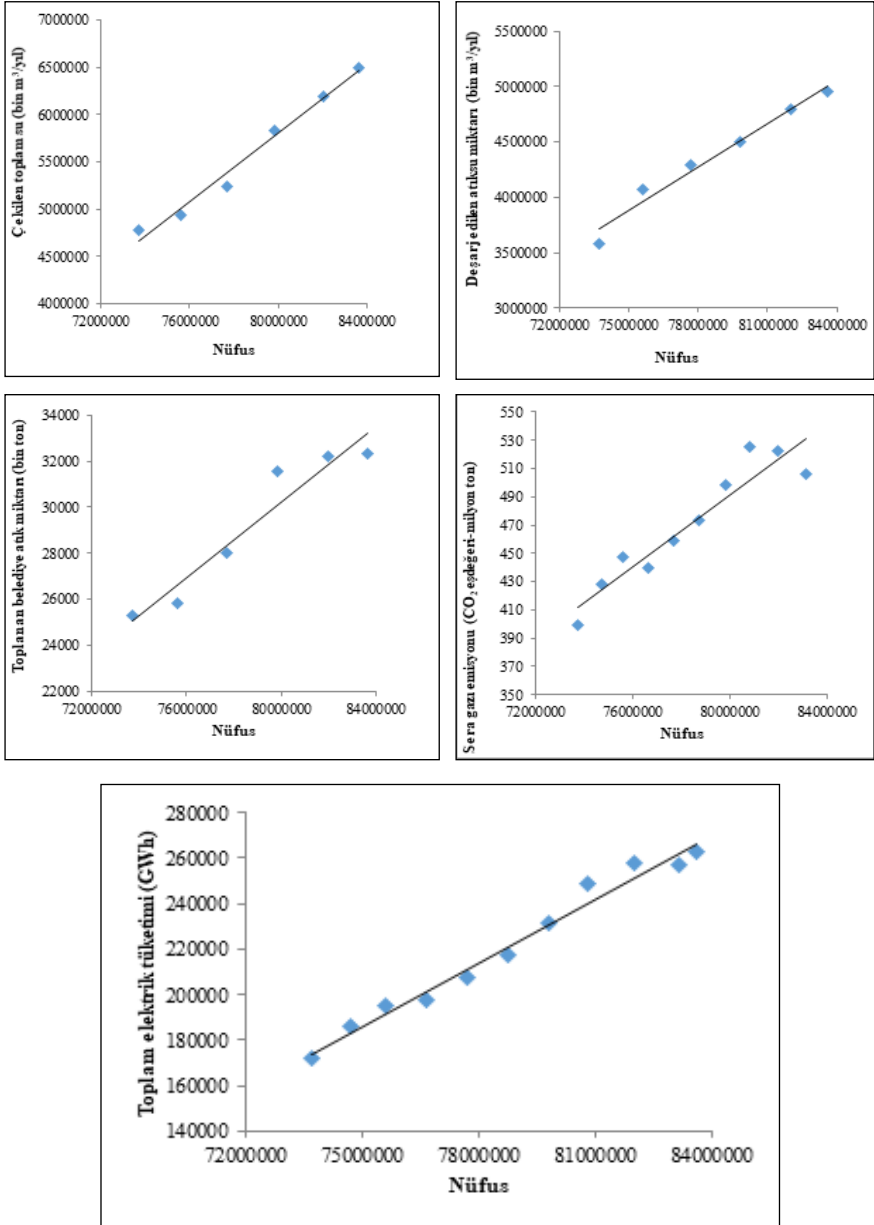 Çekilen toplam su (bin m³/yıl)
7000000
6500000
6000000
5500000
5000000
4500000
4000000
72000000 76000000 80000000 84000000
Nüfus
Deşarj edilen atıksu miktarı (bin m³/yıl)
5500000
5000000
4500000
4000000
3500000
3000000
72000000 75000000 78000000 81000000 84000000
Nüfus
Toplanan belediye atık miktarı (bin ton)
34000
32000
30000
28000
26000
24000
22000
72000000 76000000 80000000 84000000
Nüfus
Sera gazı emisyonu (CO₂ eşdeğeri-milyon ton)
550
530
510
490
470
450
430
410
390
370
350
72000000 76000000 80000000 84000000
Nüfus
Toplam elektrik tüketimi (GWh)
280000
260000
240000
220000
200000
180000
160000
140000
72000000 75000000 78000000 81000000 84000000
Nüfus